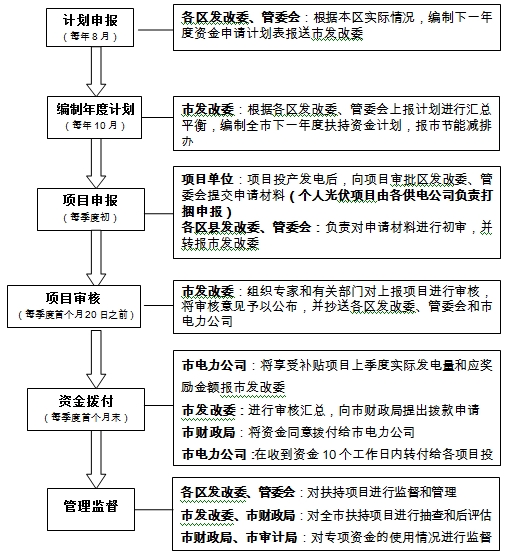 计划申报
（每年8月）
各区发改委、管委会：根据本区实际情况，编制下一年
度资金申请计划表报送市发改委
编制年度计划
（每年10月）
市发改委：根据各区发改委、管委会上报计划进行汇总
平衡，编制全市下一年度扶持资金计划，报市节能减排
办
项目申报
（每季度初）
项目单位：项目投产发电后，向项目审批区发改委、管
委会提交申请材料（个人光伏项目由各供电公司负责打
捆申报）
各区县发改委、管委会：负责对申请材料进行初审，并
转报市发改委
项目审核
（每季度首个月20日之前）
市发改委：组织专家和有关部门对上报项目进行审核，
将审核意见予以公布，并抄送各区发改委、管委会和市
电力公司
资金拨付
（每季度首个月末）
市电力公司：将享受补贴项目上季度实际发电量和应奖
励金额报市发改委
市发改委：进行审核汇总，向市财政局提出拨款申请
市财政局：将资金同意拨付给市电力公司
市电力公司：在收到资金10个工作日内转付给各项目投
管理监督
各区发改委、管委会：对扶持项目进行监督和管理
市发改委、市财政局：对全市扶持项目进行抽查和后评估
市财政局、市审计局：对专项资金的使用情况进行监督